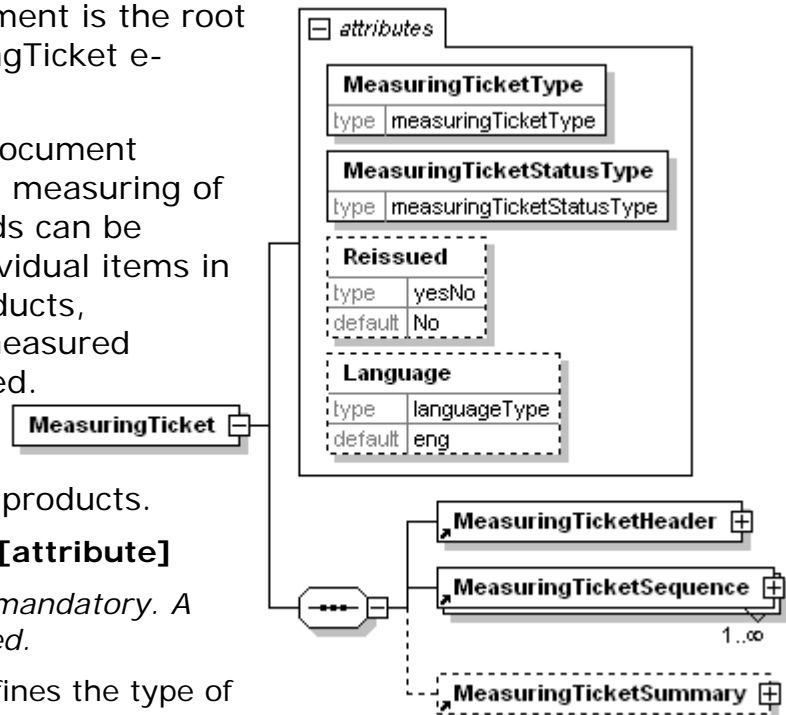 ment is the root
ngTicket e-
ocument
measuring of
ds can be
vidual items in
ducts,
measured
ed.
products.
[attribute]
mandatory. A
ed.
fines the type of
attributes
MeasuringTicketType
type measuringTicketType
MeasuringTicketStatusType
type measuringTicketStatusType
Reissued
type yesNo
default No
Language
type languageType
default eng
MeasuringTicket
MeasuringTicketHeader
MeasuringTicketSequence
1..∞
MeasuringTicketSummary